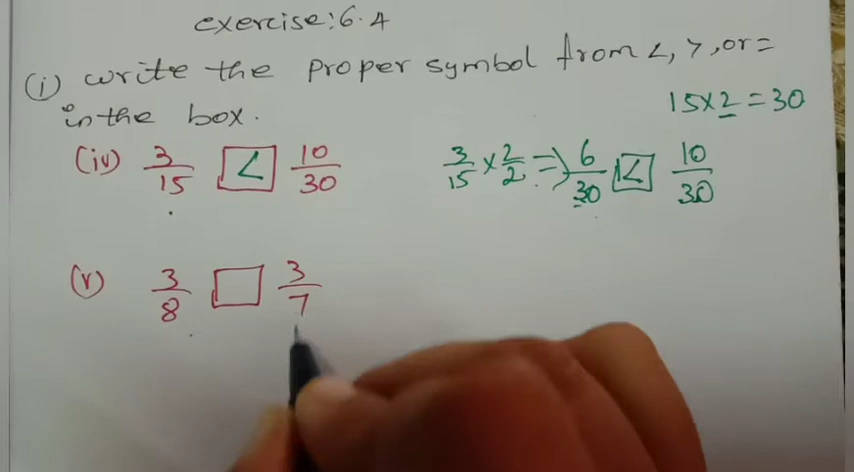 exercise: 6.4
(i) write the proper symbol from <, >, or =
in the box.
15×2=30
(iv) 3/15 < 10/30
3/15 × 2/2 => 6/30 < 10/30
(v) 3/8 □ 3/7